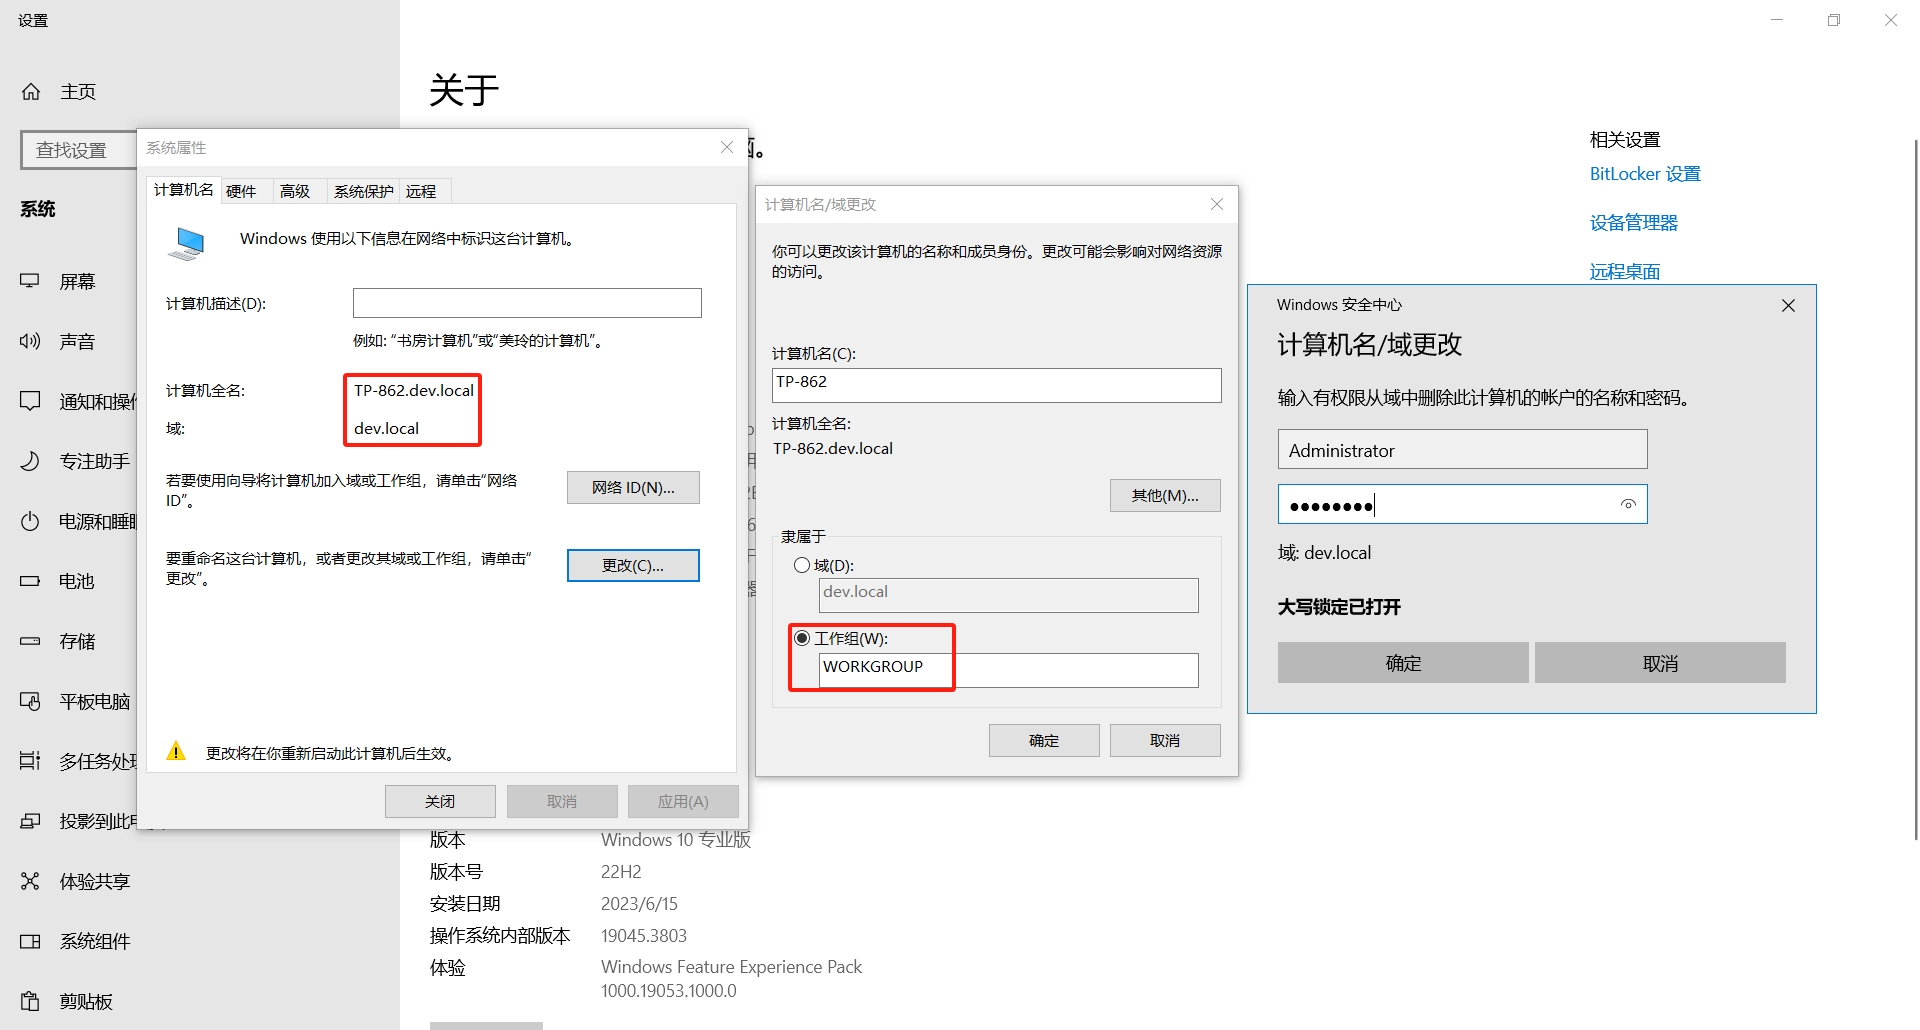 设置
主页
查找设置
系统
屏幕
声音
通知和操作
专注助手
电源和睡眠
电池
存储
平板电脑
多任务处理
投影到此电
体验共享
系统组件
剪贴板
关于
系统属性
计算机名
硬件
高级
系统保护
远程
Windows 使用以下信息在网络中标识这台计算机。
计算机描述(D):
例如: “书房计算机”或“美玲的计算机”。
计算机全名:
TP-862.dev.local
域:
dev.local
若要使用向导将计算机加入域或工作组，请单击“网络
ID”。
网络 ID(N)...
要重命名这台计算机，或者更改其域或工作组，请单击“
更改”。
更改(C)...
更改将在你重新启动此计算机后生效。
关闭
取消
应用(A)
版本
Windows 10 专业版
版本号
22H2
安装日期
2023/6/15
操作系统内部版本
19045.3803
体验
Windows Feature Experience Pack
1000.19053.1000.0
计算机名/域更改
你可以更改该计算机的名称和成员身份。更改可能会影响对网络资源
的访问。
计算机名(C):
TP-862
计算机全名:
TP-862.dev.local
其他(M)...
隶属于
域(D):
dev.local
工作组(W):
WORKGROUP
确定
取消
相关设置
BitLocker 设置
设备管理器
远程桌面
Windows 安全中心
计算机名/域更改
输入有权限从域中删除此计算机的帐户的名称和密码。
Administrator
域: dev.local
大写锁定已打开
确定
取消